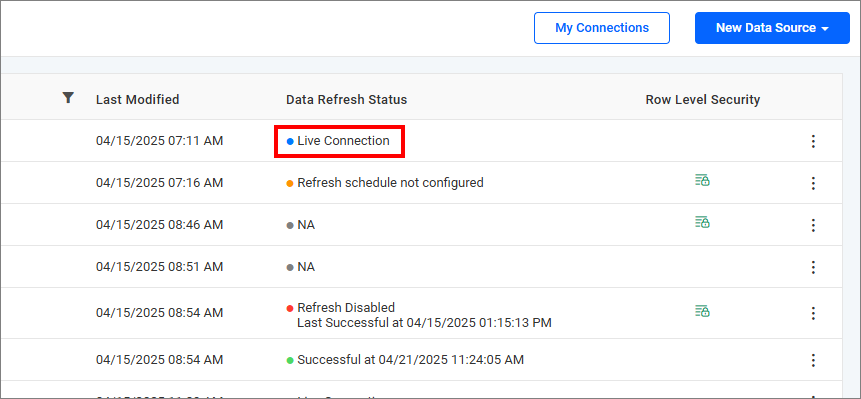 My Connections
New Data Source
Last Modified Data Refresh Status Row Level Security
04/15/2025 07:11 AM Live Connection
04/15/2025 07:16 AM Refresh schedule not configured
04/15/2025 08:46 AM NA
04/15/2025 08:51 AM NA
04/15/2025 08:54 AM Refresh Disabled
Last Successful at 04/15/2025 01:15:13 PM
04/15/2025 08:54 AM Successful at 04/21/2025 11:24:05 AM